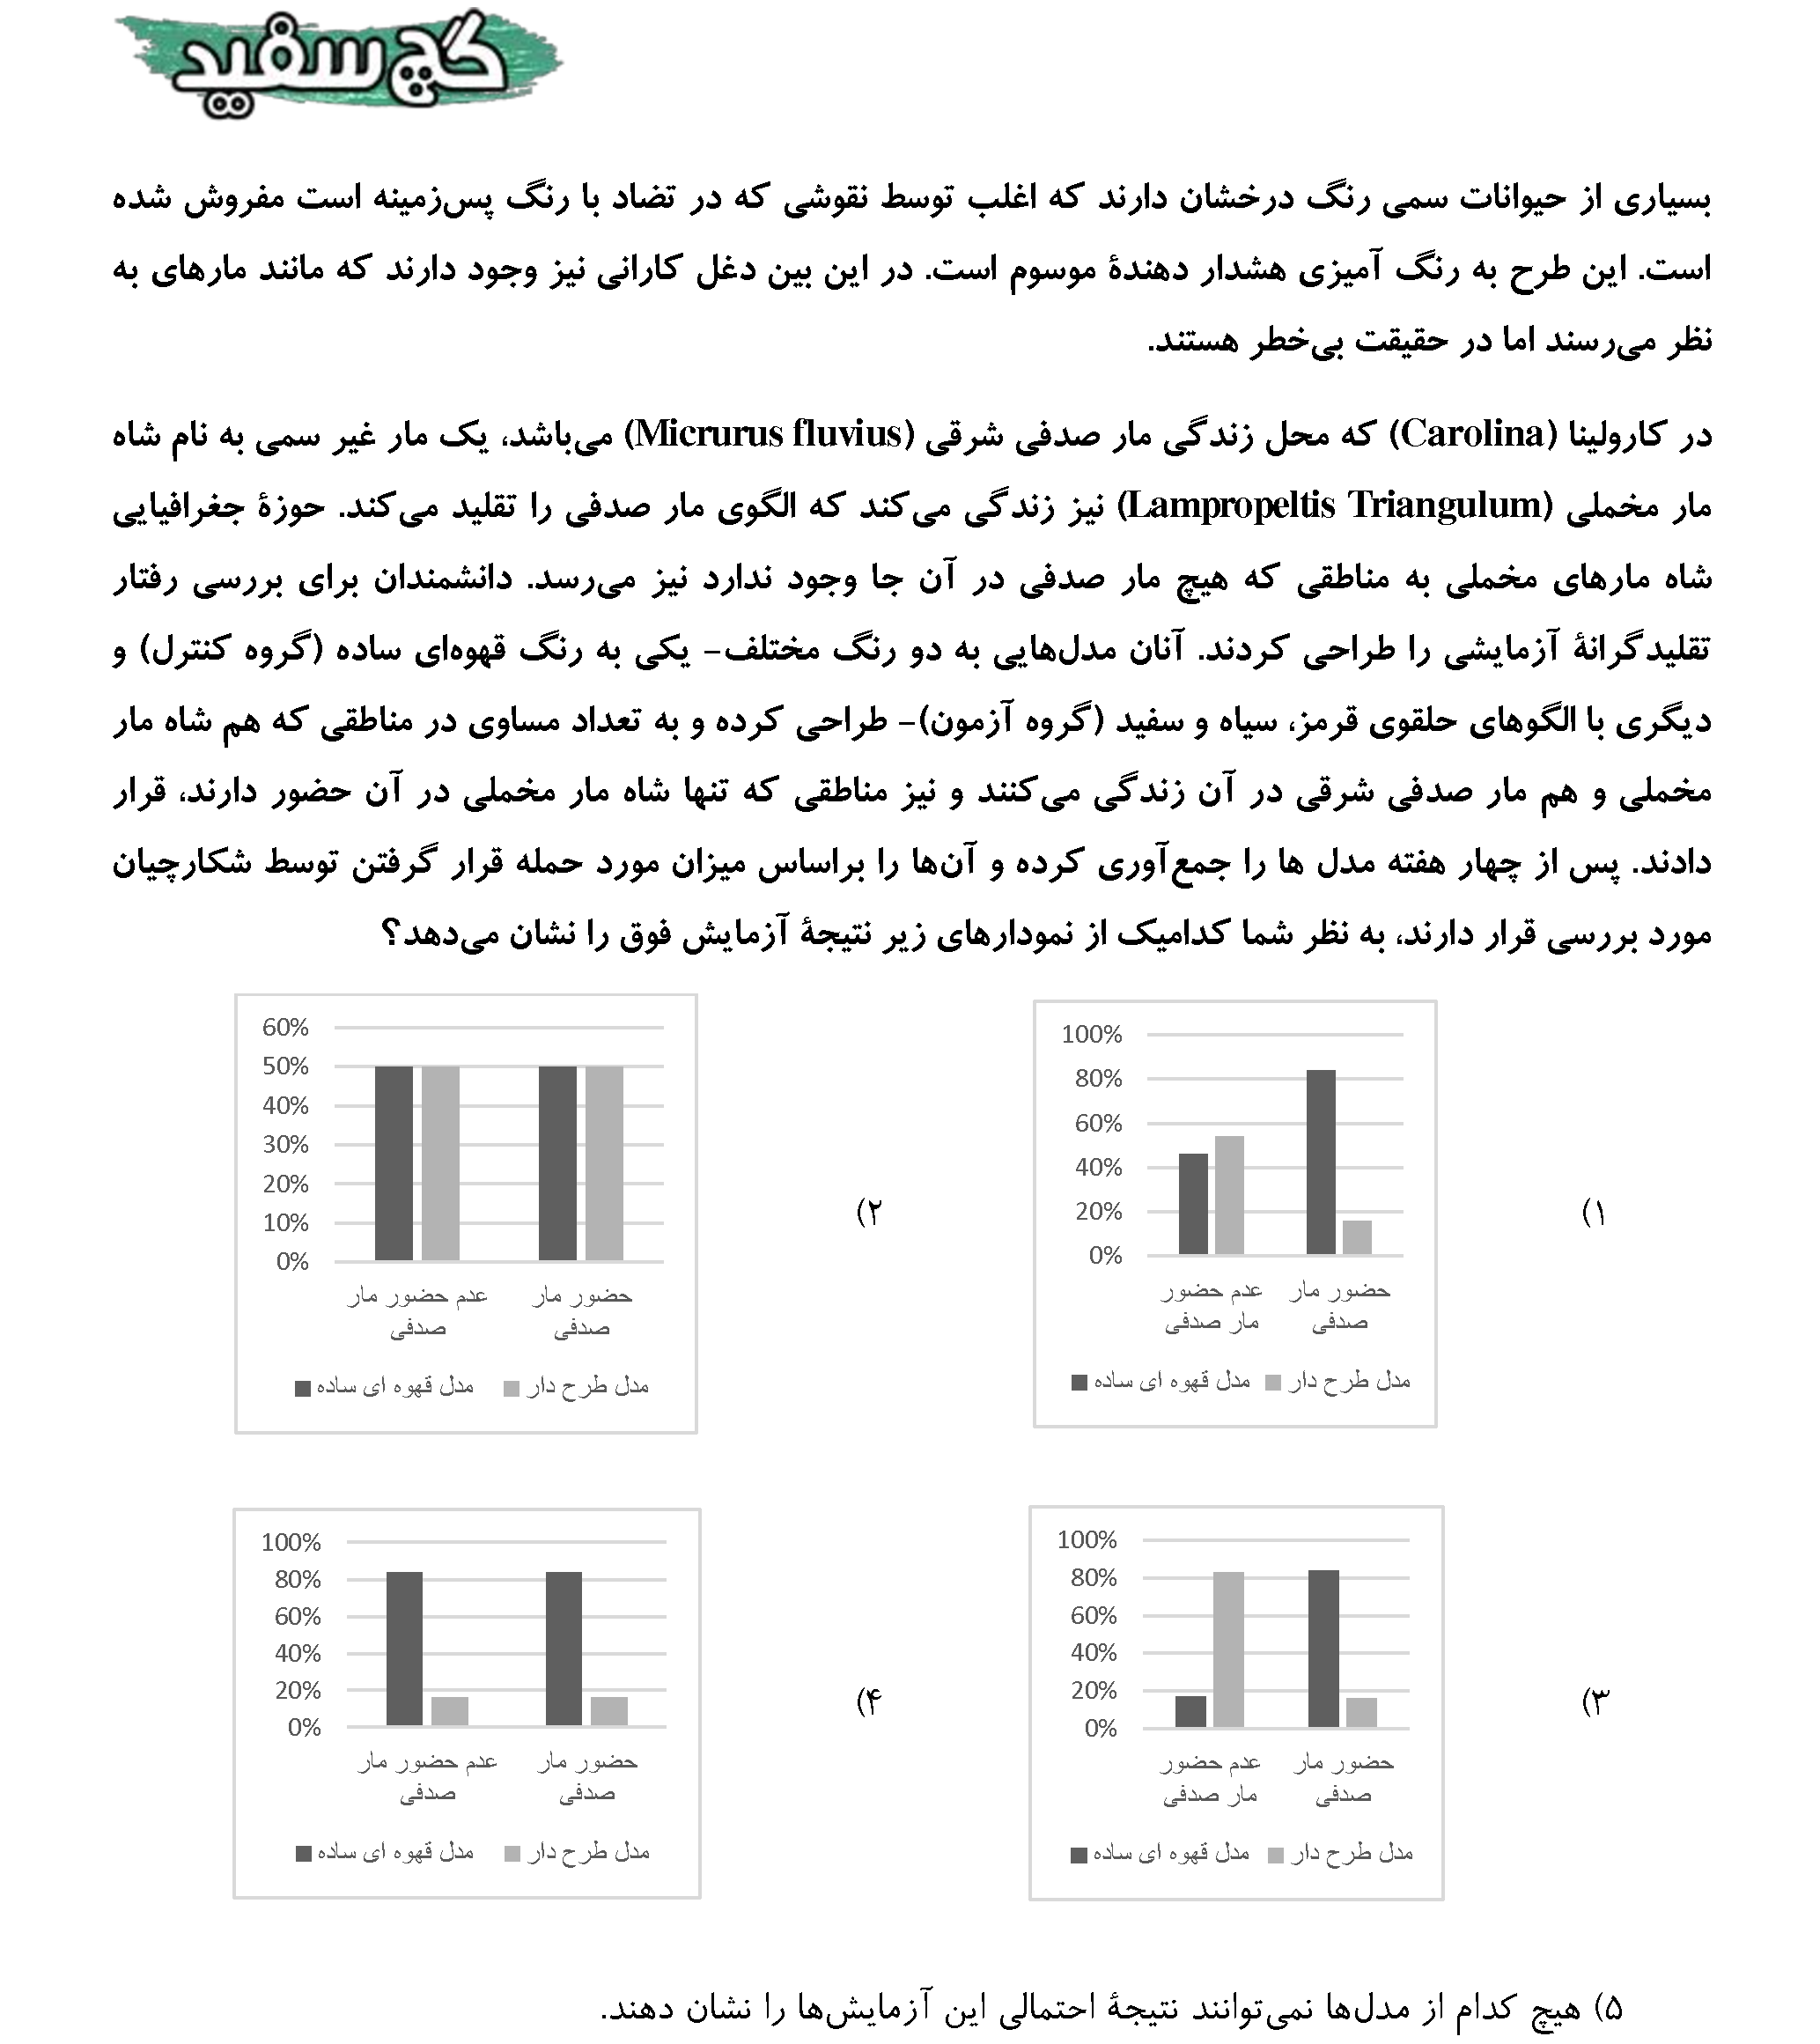 گچ سفید
بسیاری از حیوانات سمی رنگ درخشان دارند که اغلب توسط نقوشی که در تضاد با رنگ پس‌زمینه است مفروش شده
است. این طرح به رنگ آمیزی هشدار دهندهٔ موسوم است. در این بین دغل کارانی نیز وجود دارند که مانند مارهای به
نظر می‌رسند اما در حقیقت بی‌خطر هستند.
در کارولینا (Carolina) که محل زندگی مار صدفی شرقی (Micrurus fluvius) می‌باشد، یک مار غیر سمی به نام شاه
مار مخملی (Lampropeltis Triangulum) نیز زندگی می‌کند که الگوی مار صدفی را تقلید می‌کند. حوزهٔ جغرافیایی
شاه مارهای مخملی به مناطقی که هیچ مار صدفی در آن جا وجود ندارد نیز می‌رسد. دانشمندان برای بررسی رفتار
تقلیدگرانهٔ آزمایشی را طراحی کردند. آنان مدل‌هایی به دو رنگ مختلف- یکی به رنگ قهوه‌ای ساده (گروه کنترل) و
دیگری با الگوهای حلقوی قرمز، سیاه و سفید (گروه آزمون)- طراحی کرده و به تعداد مساوی در مناطقی که هم شاه مار
مخملی و هم مار صدفی شرقی در آن زندگی می‌کنند و نیز مناطقی که تنها شاه مار مخملی در آن حضور دارند، قرار
دادند. پس از چهار هفته مدل ها را جمع‌آوری کرده و آن‌ها را براساس میزان مورد حمله قرار گرفتن توسط شکارچیان
مورد بررسی قرار دارند، به نظر شما کدامیک از نمودارهای زیر نتیجهٔ آزمایش فوق را نشان می‌دهد؟
۱)
100%
80%
60%
40%
20%
0%
حضور مار صدفی
عدم حضور مار صدفی
مدل طرح دار
مدل قهوه ای ساده
۲)
60%
50%
40%
30%
20%
10%
0%
حضور مار صدفی
عدم حضور مار صدفی
مدل طرح دار
مدل قهوه ای ساده
۳)
100%
80%
60%
40%
20%
0%
حضور مار صدفی
عدم حضور مار صدفی
مدل طرح دار
مدل قهوه ای ساده
۴)
100%
80%
60%
40%
20%
0%
حضور مار صدفی
عدم حضور مار صدفی
مدل طرح دار
مدل قهوه ای ساده
۵) هیچ کدام از مدل‌ها نمی‌توانند نتیجهٔ احتمالی این آزمایش‌ها را نشان دهند.